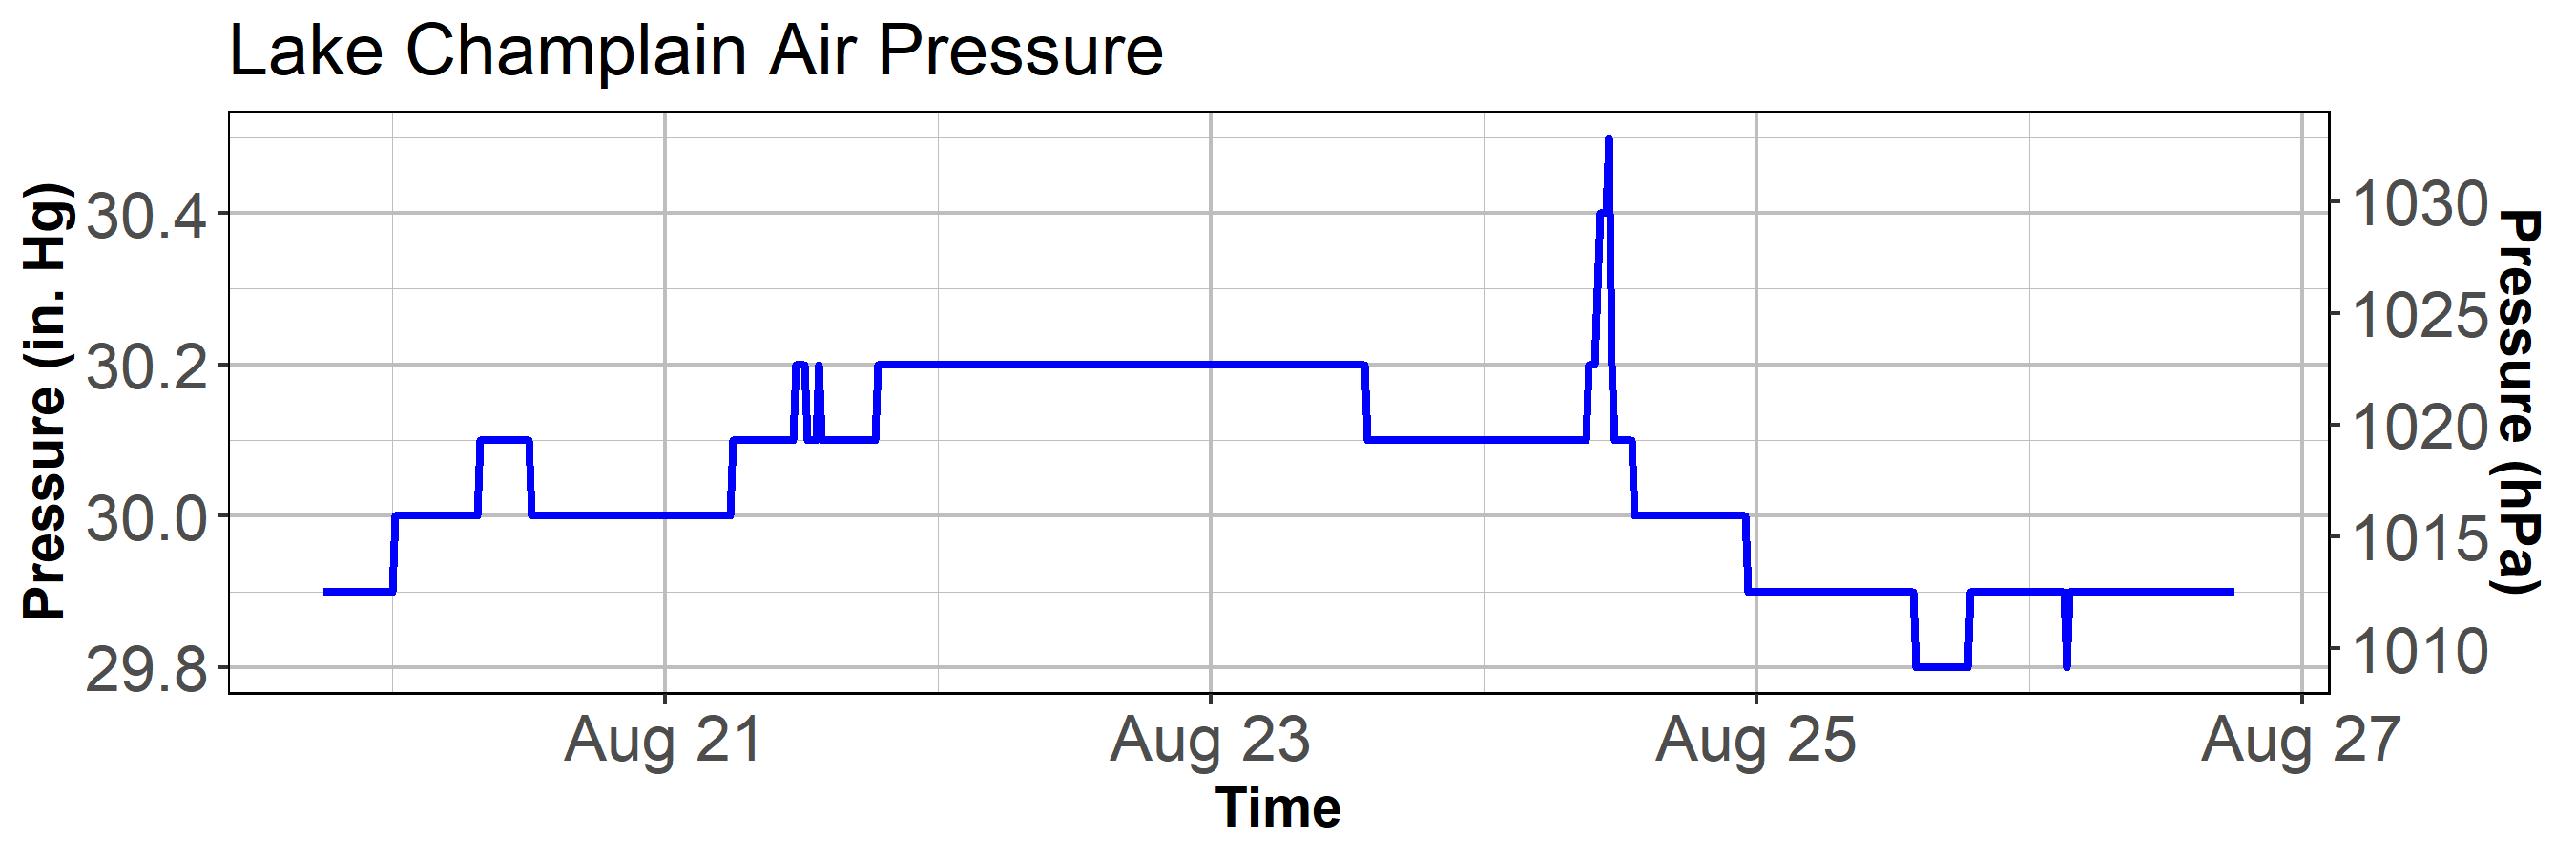 Lake Champlain Air Pressure
Pressure (in. Hg)
30.4
30.2
30.0
29.8
1030
1025
1020
1015
1010
Pressure (hPa)
Aug 21 Aug 23 Aug 25 Aug 27
Time